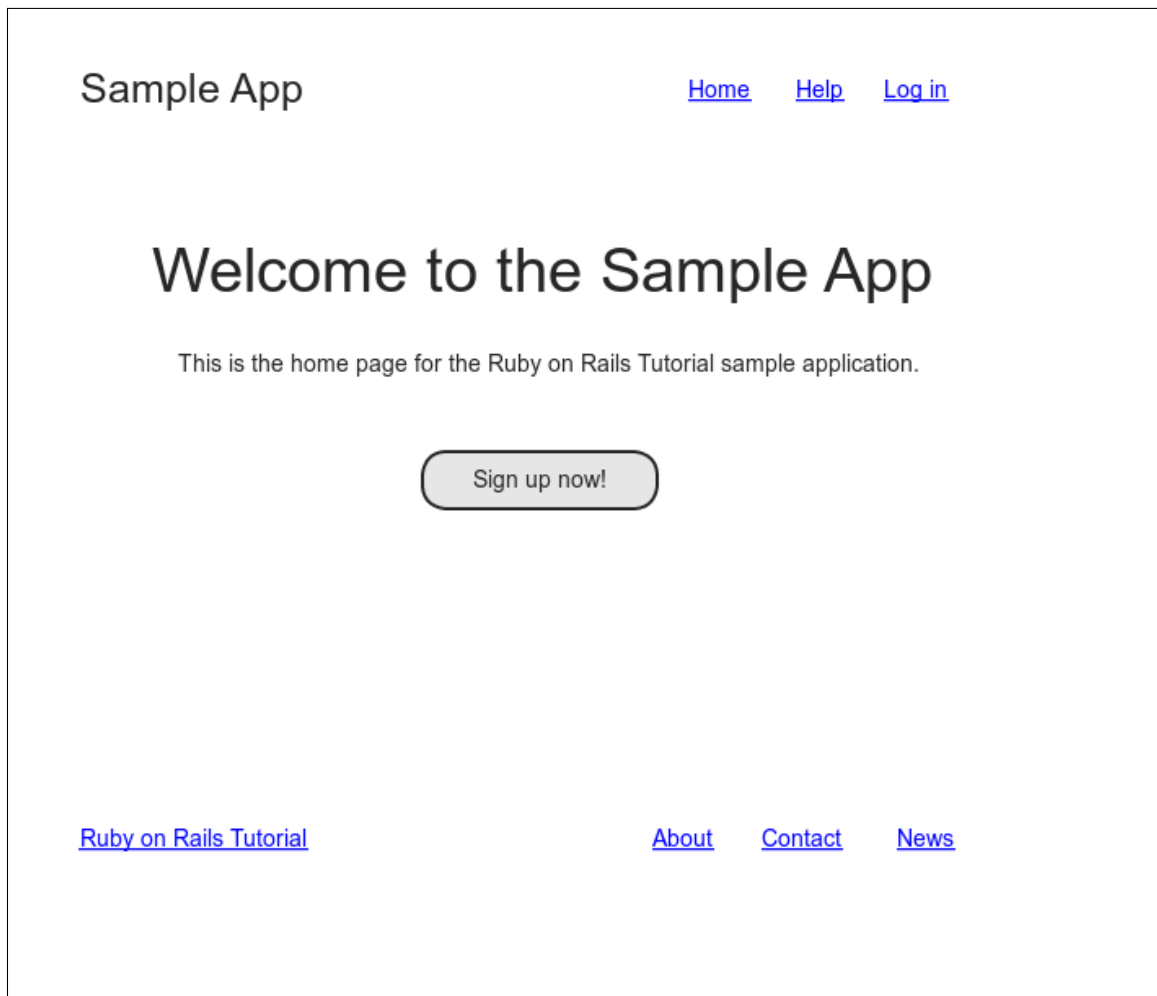 Sample App Home Help Log in
Welcome to the Sample App
This is the home page for the Ruby on Rails Tutorial sample application.
Sign up now!
Ruby on Rails Tutorial About Contact News